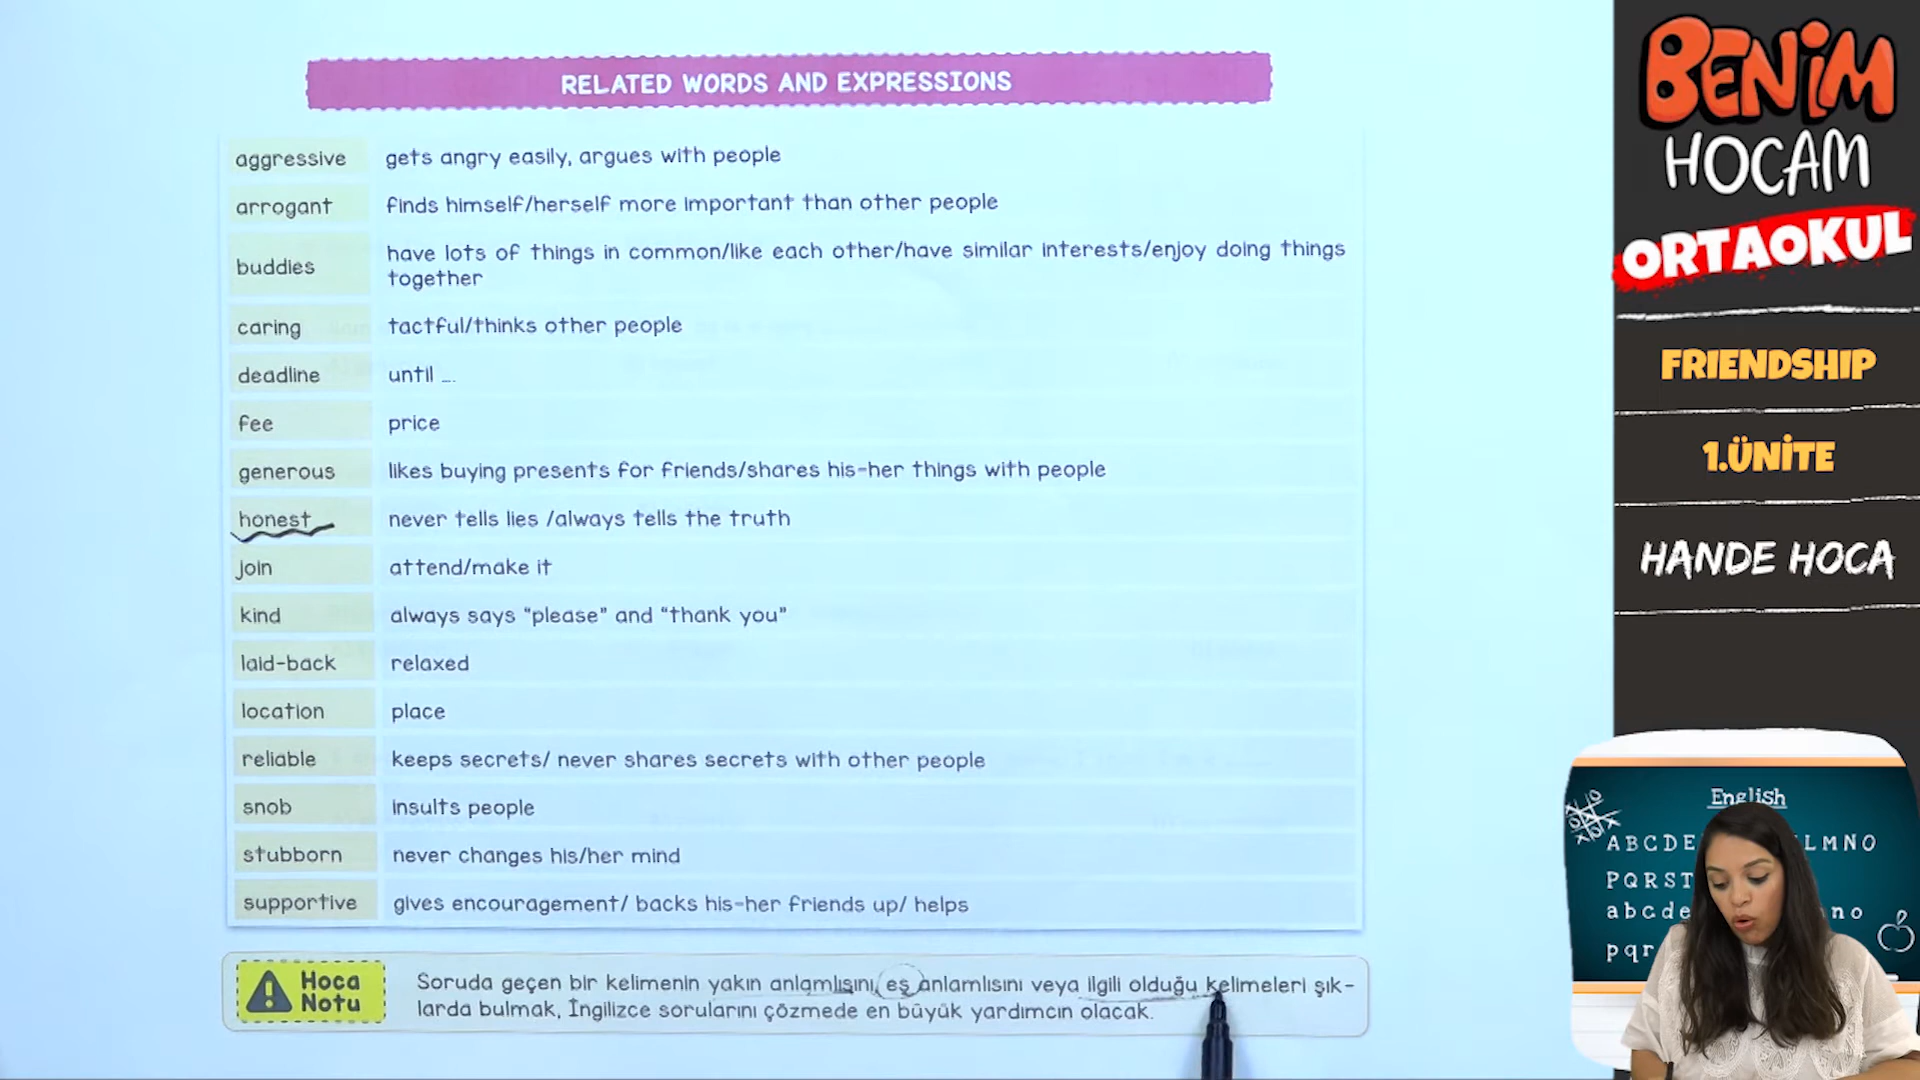 RELATED WORDS AND EXPRESSIONS
aggressive gets angry easily, argues with people
arrogant finds himself/herself more important than other people
buddies have lots of things in common/like each other/have similar interests/enjoy doing things
together
caring tactful/thinks other people
deadline until ....
fee price
generous likes buying presents for friends/shares his-her things with people
honest never tells lies /always tells the truth
join attend/make it
kind always says "please" and "thank you"
laid-back relaxed
location place
reliable keeps secrets/ never shares secrets with other people
snob insults people
stubborn never changes his/her mind
supportive gives encouragement/ backs his-her friends up/ helps
Hoca
Notu
Soruda geçen bir kelimenin yakın anlamlısını, eş anlamlısını veya ilgili olduğu kelimeleri şık-
larda bulmak, İngilizce sorularını çözmede en büyük yardımcın olacak.
BENİM
HOCAM
ORTAOKUL
FRIENDSHIP
1.ÜNİTE
HANDE HOCA
English
ABCDE LMNO
PQRST
abcde no
pqr